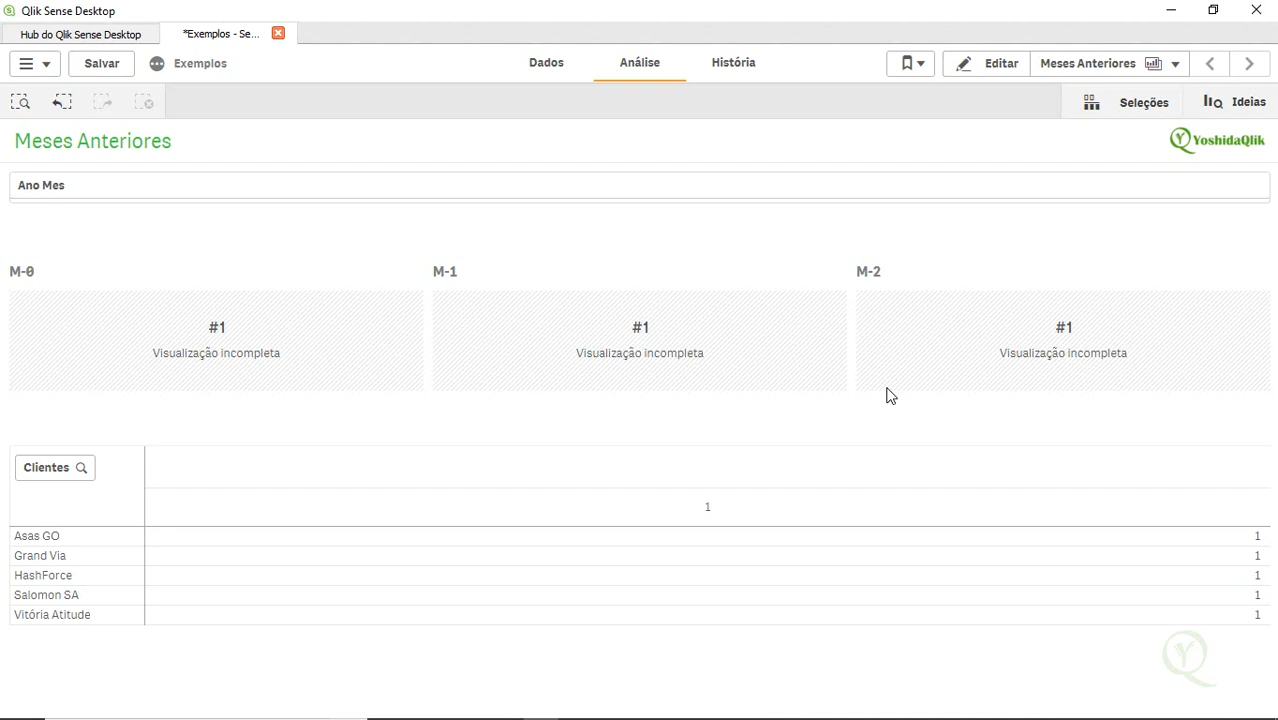 Qlik Sense Desktop
Hub do Qlik Sense Desktop
*Exemplos - Se...
Salvar
Exemplos
Dados
Análise
História
Editar
Meses Anteriores
Seleções
Ideias
Meses Anteriores
YoshidaQlik
Ano Mes
M-0
M-1
M-2
#1
#1
#1
Visualização incompleta
Visualização incompleta
Visualização incompleta
Clientes
1
Asas GO 1
Grand Via 1
HashForce 1
Salomon SA 1
Vitória Atitude 1